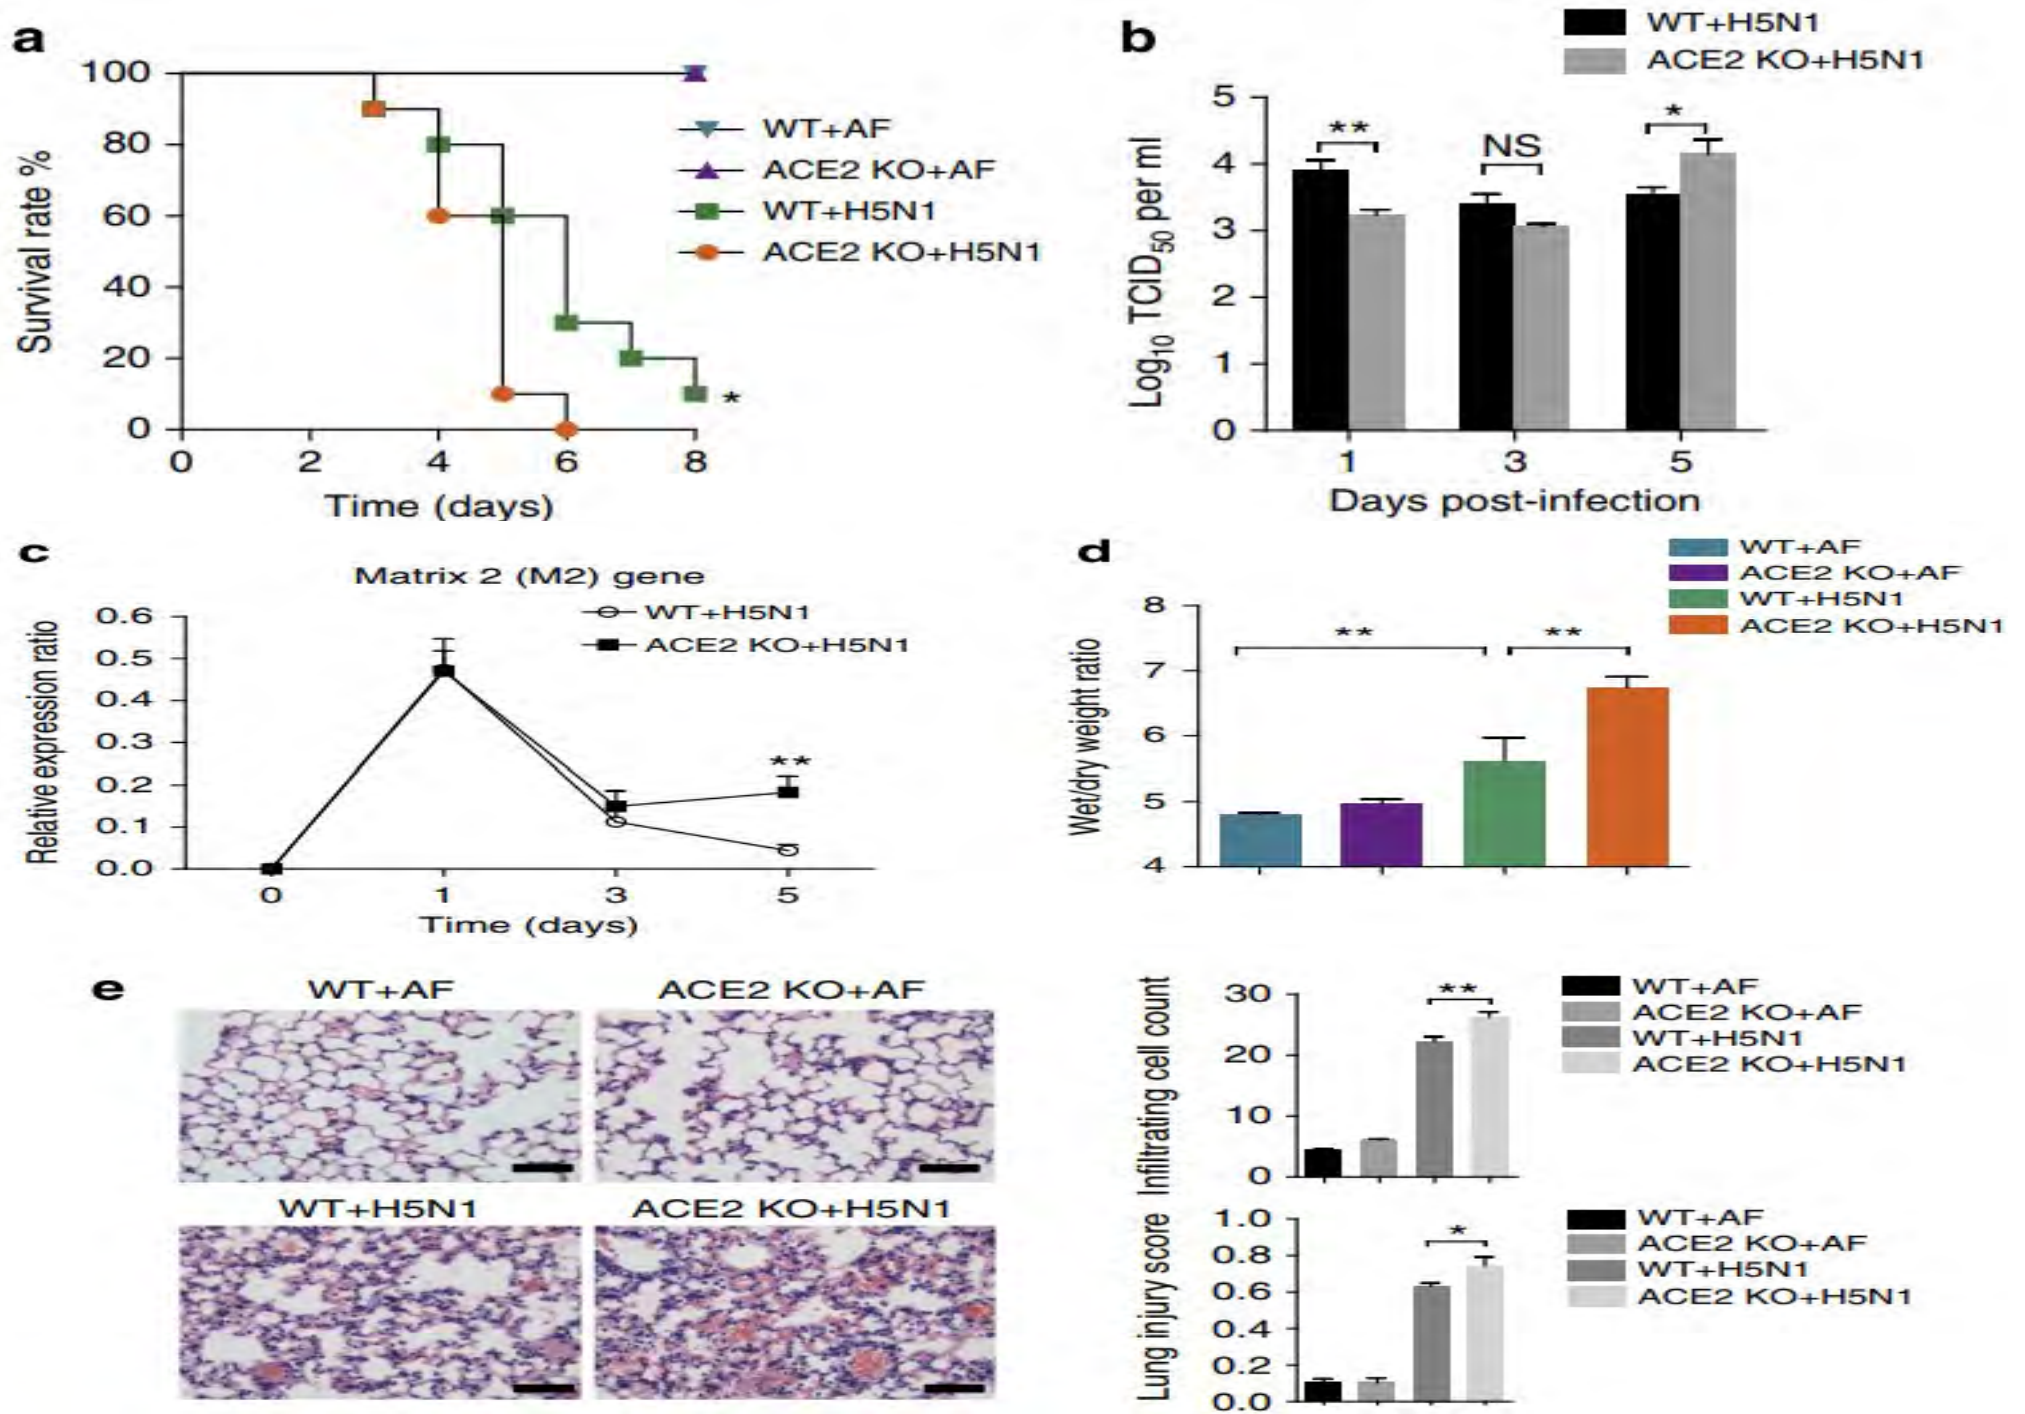 a
100
80
60
40
20
0
Survival rate %
0 2 4 6 8
Time (days)
WT+AF
ACE2 KO+AF
WT+H5N1
ACE2 KO+H5N1
*
b
WT+H5N1
ACE2 KO+H5N1
5
4
3
2
1
0
Log10 TCID50 per ml
** NS *
1 3 5
Days post-infection
c
Matrix 2 (M2) gene
WT+H5N1
ACE2 KO+H5N1
0.6
0.5
0.4
0.3
0.2
0.1
0.0
Relative expression ratio
**
0 1 3 5
Time (days)
d
WT+AF
ACE2 KO+AF
WT+H5N1
ACE2 KO+H5N1
8
7
6
5
4
Wet/dry weight ratio
** **
e
WT+AF ACE2 KO+AF
WT+H5N1 ACE2 KO+H5N1
30
20
10
0
Infiltrating cell count
**
WT+AF
ACE2 KO+AF
WT+H5N1
ACE2 KO+H5N1
1.0
0.8
0.6
0.4
0.2
0.0
Lung injury score
*
WT+AF
ACE2 KO+AF
WT+H5N1
ACE2 KO+H5N1